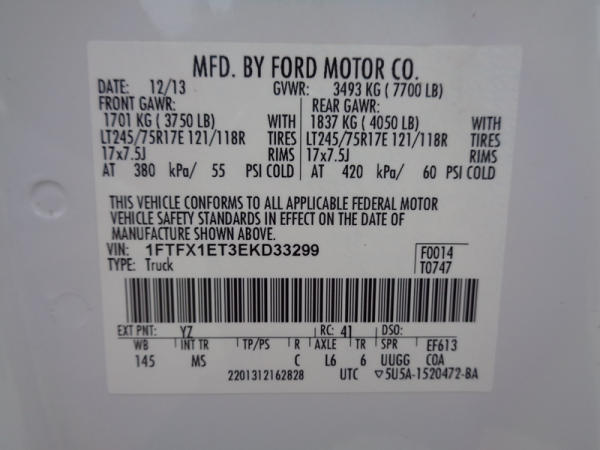 MFD. BY FORD MOTOR CO.
DATE: 12/13 GVWR: 3493 KG (7700 LB)
FRONT GAWR: REAR GAWR:
1701 KG (3750 LB) WITH 1837 KG (4050 LB) WITH
LT245/75R17E 121/118R TIRES LT245/75R17E 121/118R TIRES
17x7.5J RIMS 17x7.5J RIMS
AT 380 kPa/ 55 PSI COLD AT 420 kPa/ 60 PSI COLD
THIS VEHICLE CONFORMS TO ALL APPLICABLE FEDERAL MOTOR
VEHICLE SAFETY STANDARDS IN EFFECT ON THE DATE OF
MANUFACTURE SHOWN ABOVE.
VIN: 1FTFX1ET3EKD33299 F0014
TYPE: Truck T0747
EXT PNT: YZ RC: 41 DSO:
WB INT TR TP/PS R AXLE TR SPR EF613
145 MS C L6 6 UUGG COA
2201312162828 UTC ▽5U5A-1520472-BA